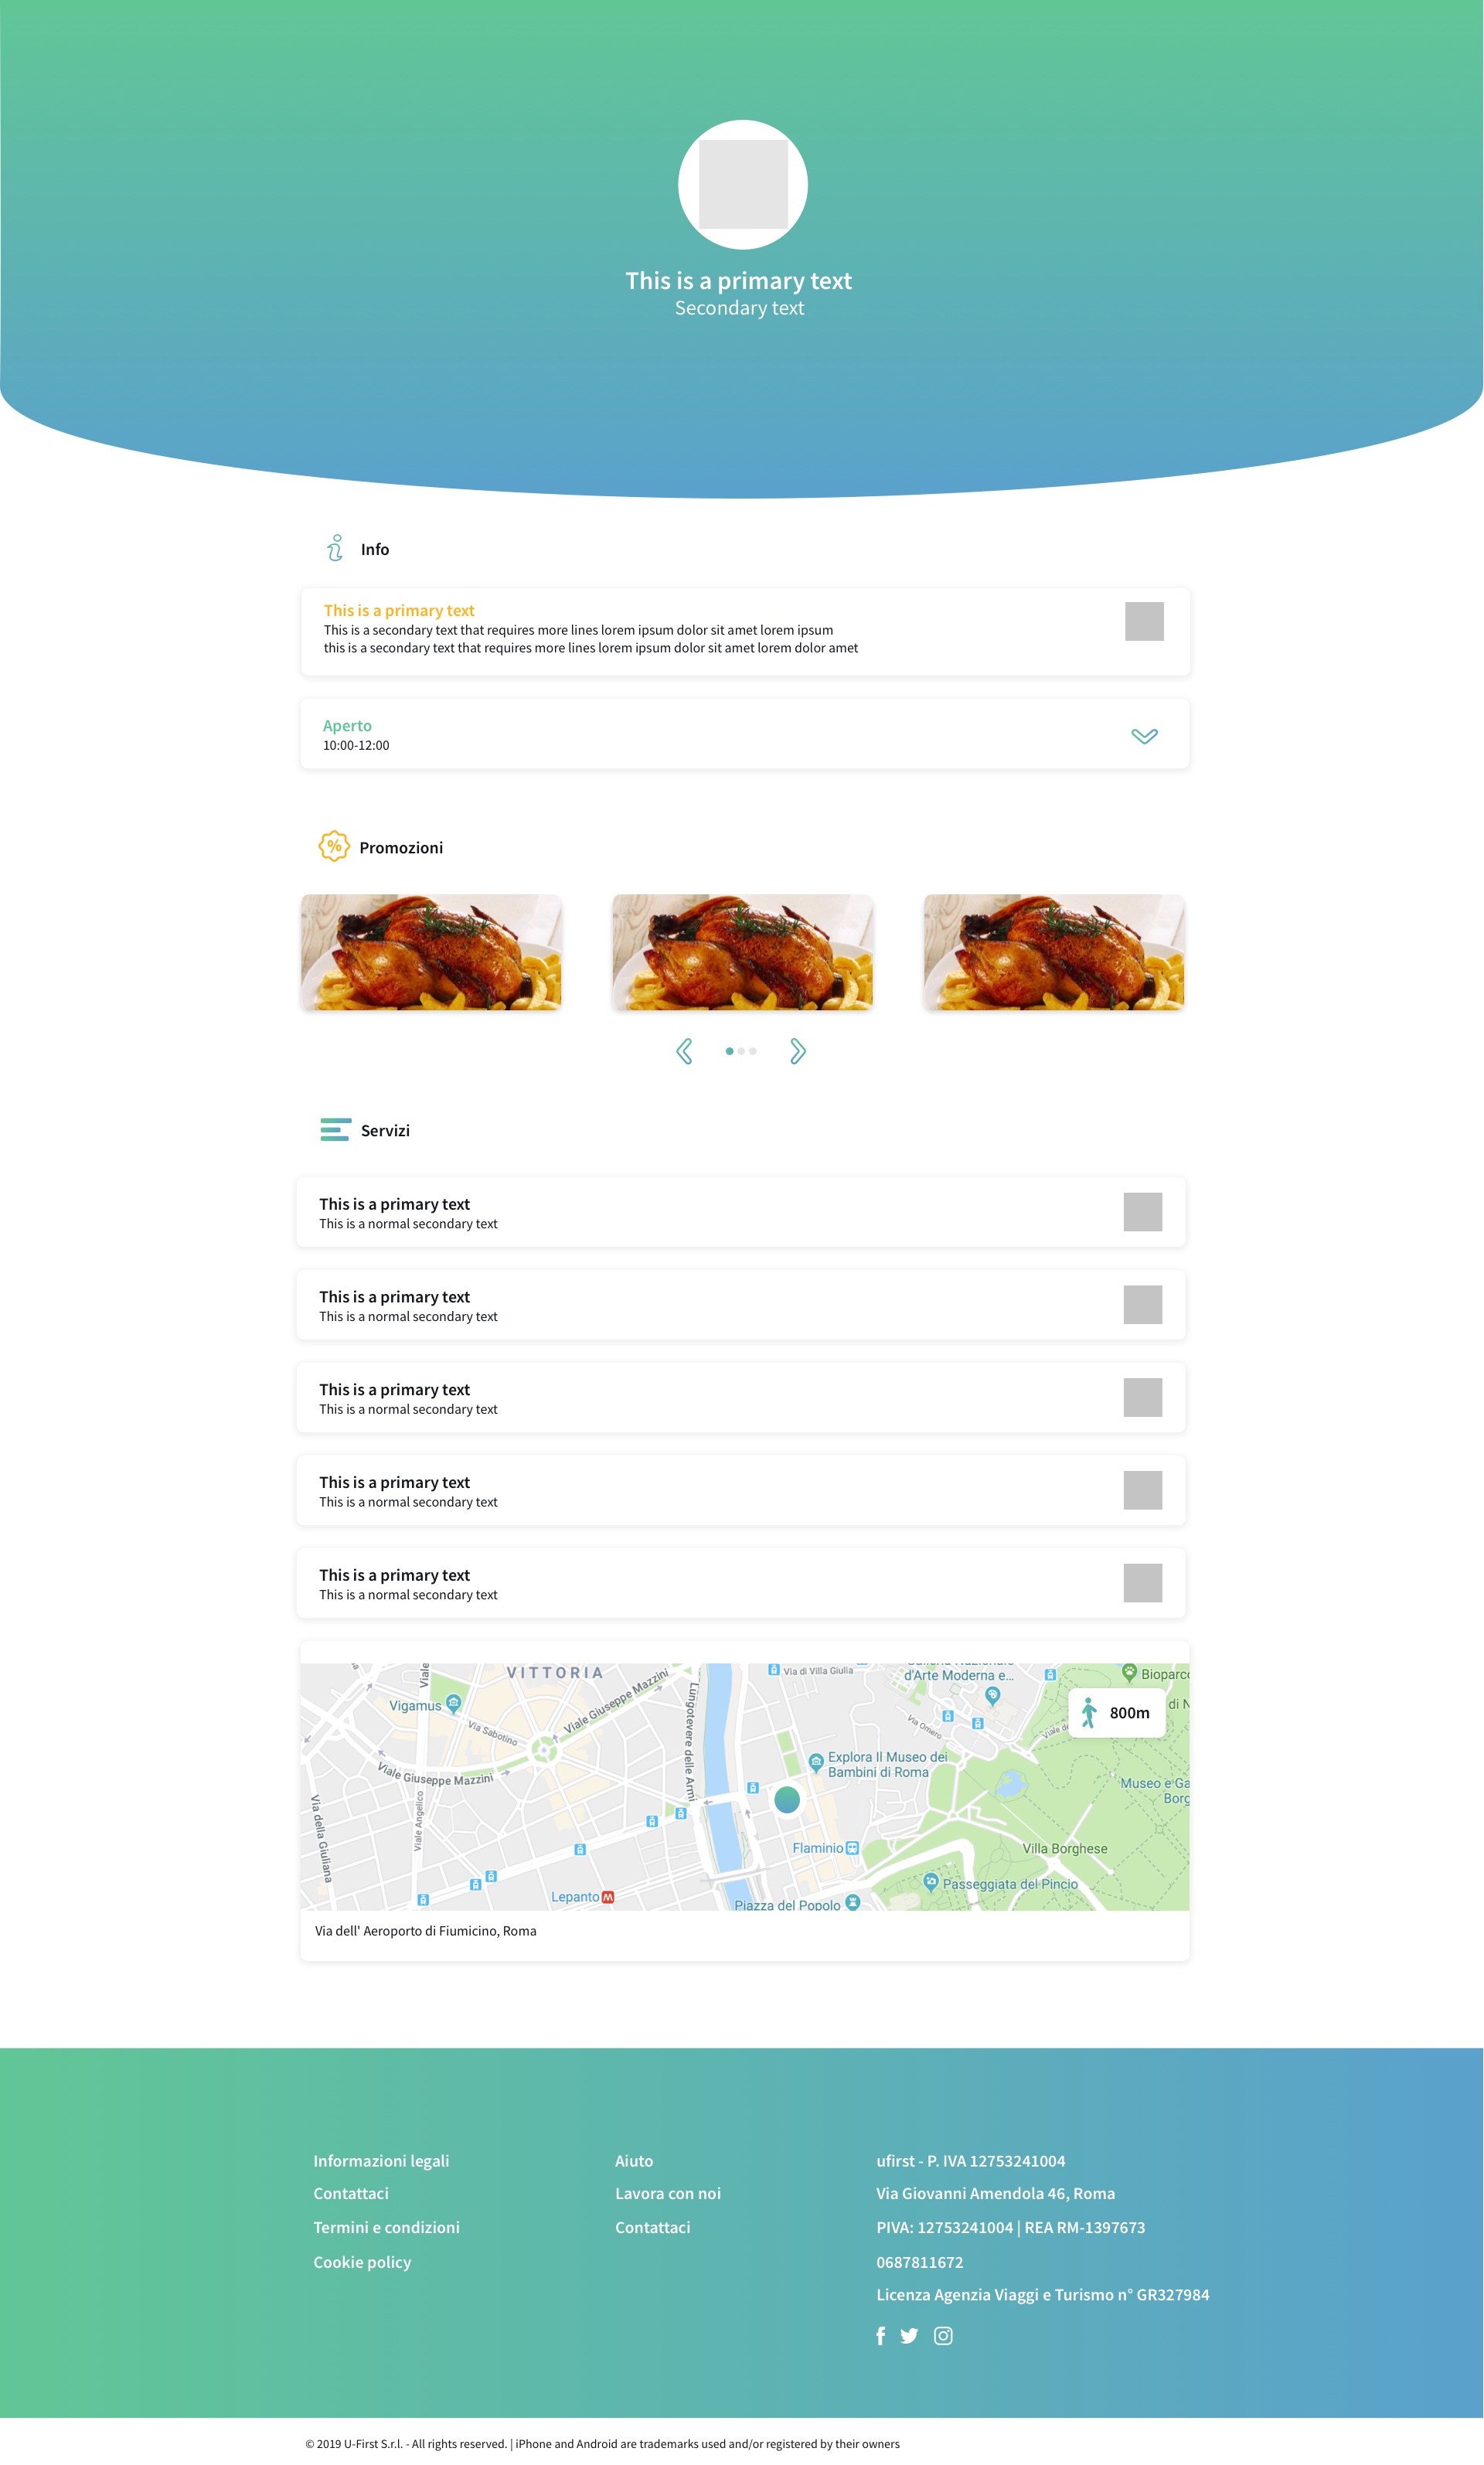 This is a primary text
Secondary text
Info
This is a primary text
This is a secondary text that requires more lines lorem ipsum dolor sit amet lorem ipsum
this is a secondary text that requires more lines lorem ipsum dolor sit amet lorem dolor amet
Aperto
10:00-12:00
%
Promozioni
Servizi
This is a primary text
This is a normal secondary text
This is a primary text
This is a normal secondary text
This is a primary text
This is a normal secondary text
This is a primary text
This is a normal secondary text
This is a primary text
This is a normal secondary text
VITTORIA
Viale
Via di Villa Giulia
d'Arte Moderna e...
Bioparco
di N
800m
Vigamus
Via Sabotino
Viale Giuseppe Mazzini
Lungotevere delle Armi
Via Omero
Viale de
Explora Il Museo dei
Bambini di Roma
Viale Giuseppe Mazzini
Museo e Ga
Borg
Via della Giuliana
Viale Angelico
Flaminio
Villa Borghese
Lepanto
M
Passeggiata del Pincio
Piazza del Popolo
Via dell' Aeroporto di Fiumicino, Roma
Informazioni legali
Contattaci
Termini e condizioni
Cookie policy
Aiuto
Lavora con noi
Contattaci
ufirst - P. IVA 12753241004
Via Giovanni Amendola 46, Roma
PIVA: 12753241004 | REA RM-1397673
0687811672
Licenza Agenzia Viaggi e Turismo n° GR327984
© 2019 U-First S.r.l. - All rights reserved. | iPhone and Android are trademarks used and/or registered by their owners